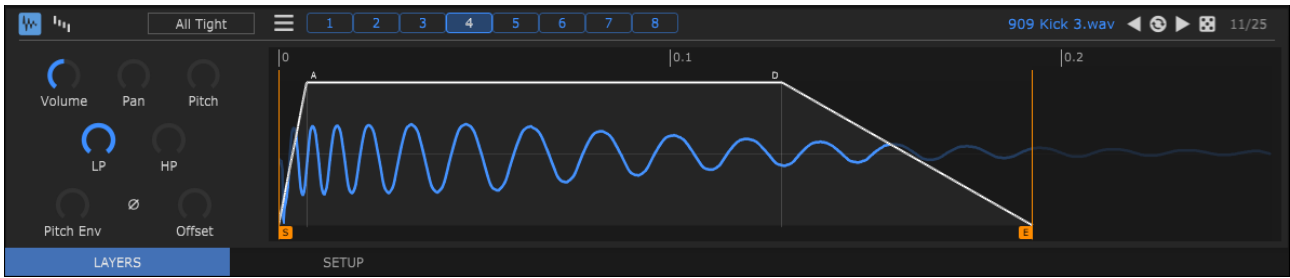 All Tight
1 2 3 4 5 6 7 8
909 Kick 3.wav
11/25
0 0.1 0.2
A D
Volume Pan Pitch
LP HP
Ø
Pitch Env Offset
S E
LAYERS SETUP